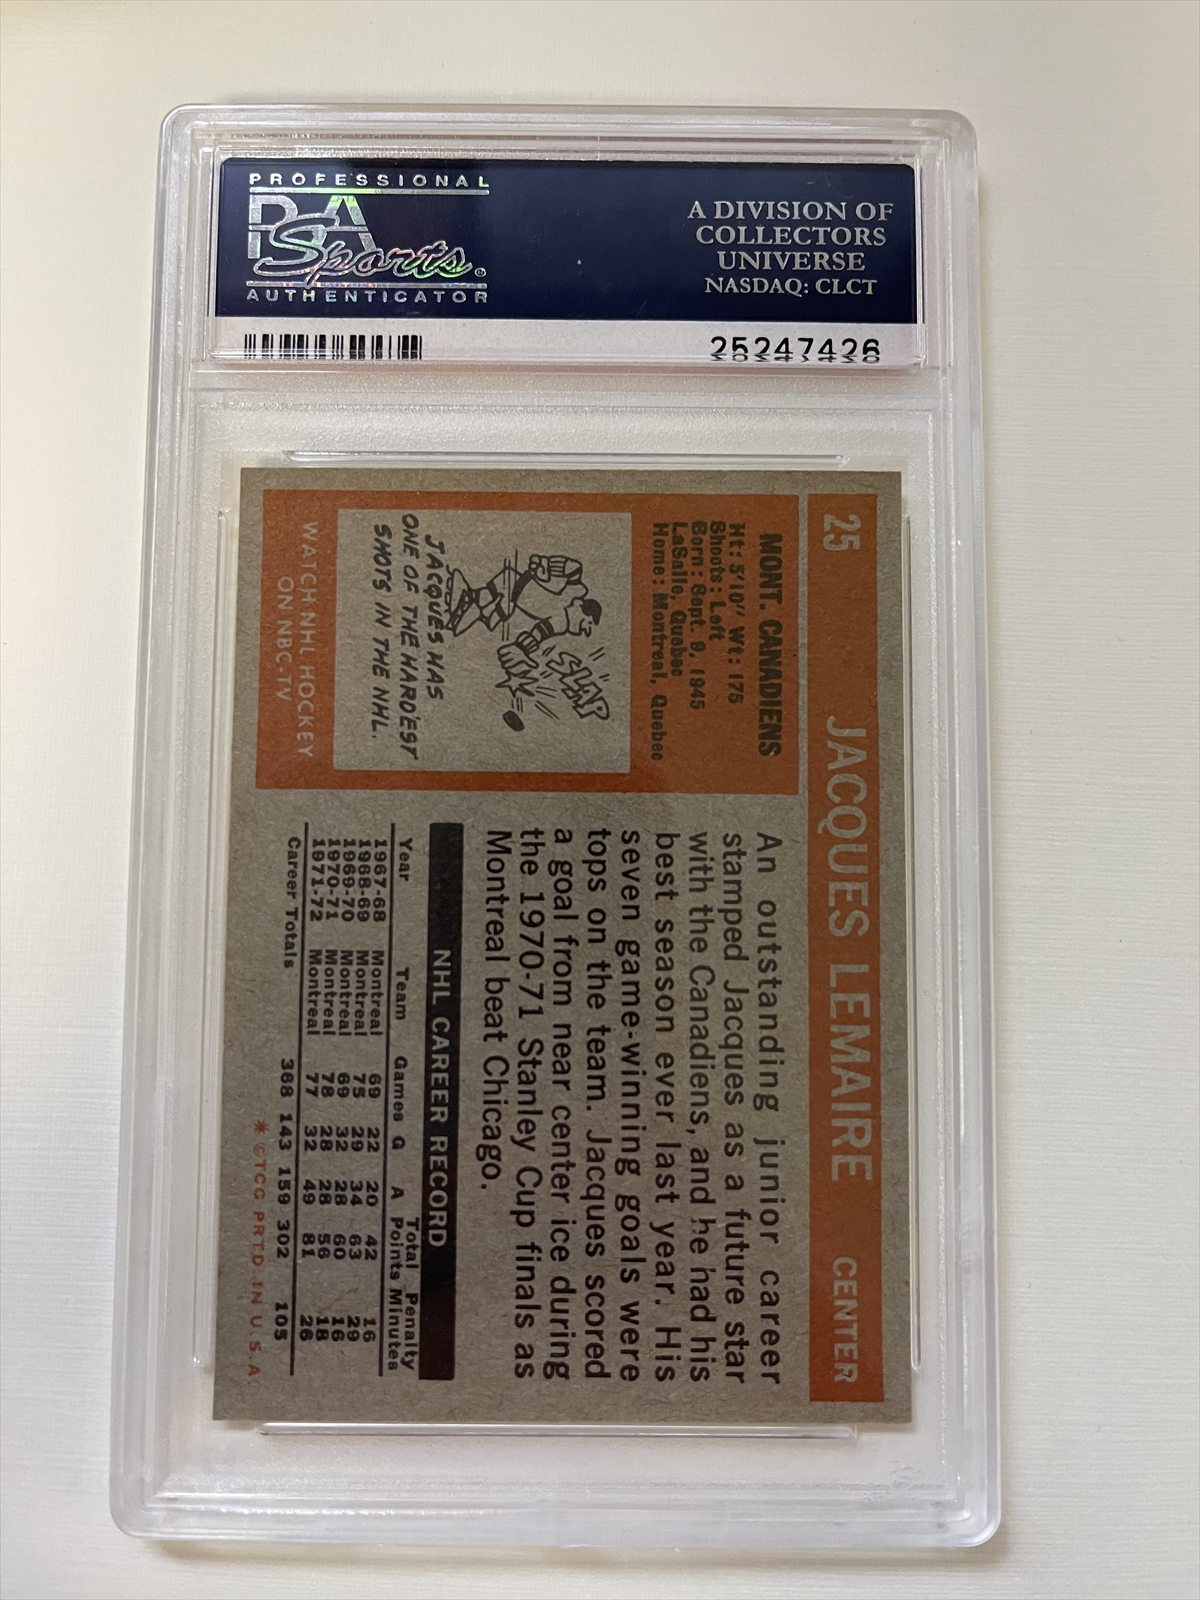 PROFESSIONAL
PSA
Sports®
AUTHENTICATOR
A DIVISION OF
COLLECTORS
UNIVERSE
NASDAQ: CLCT
25247426
25 JACQUES LEMAIRE CENTER
MONT. CANADIENS
Ht: 5'10" Wt: 175
Shoots: Left
Born: Sept. 9, 1945
LaSalle, Quebec
Home: Montreal, Quebec
SLAP
JACQUES HAS
ONE OF THE HARDEST
SHOTS IN THE NHL.
WATCH NHL HOCKEY
ON NBC-TV
An outstanding junior career
stamped Jacques as a future star
with the Canadiens, and he had his
best season ever last year. His
seven game-winning goals were
tops on the team. Jacques scored
a goal from near center ice during
the 1970-71 Stanley Cup finals as
Montreal beat Chicago.
NHL CAREER RECORD
Year Team Games G A Total Points Penalty Minutes
1967-68 Montreal 69 22 20 42 16
1968-69 Montreal 75 29 34 63 29
1969-70 Montreal 69 32 28 60 16
1970-71 Montreal 78 28 28 56 18
1971-72 Montreal 77 32 49 81 26
Career Totals 368 143 159 302 105
* © T.C.G. PRTD. IN U.S.A.